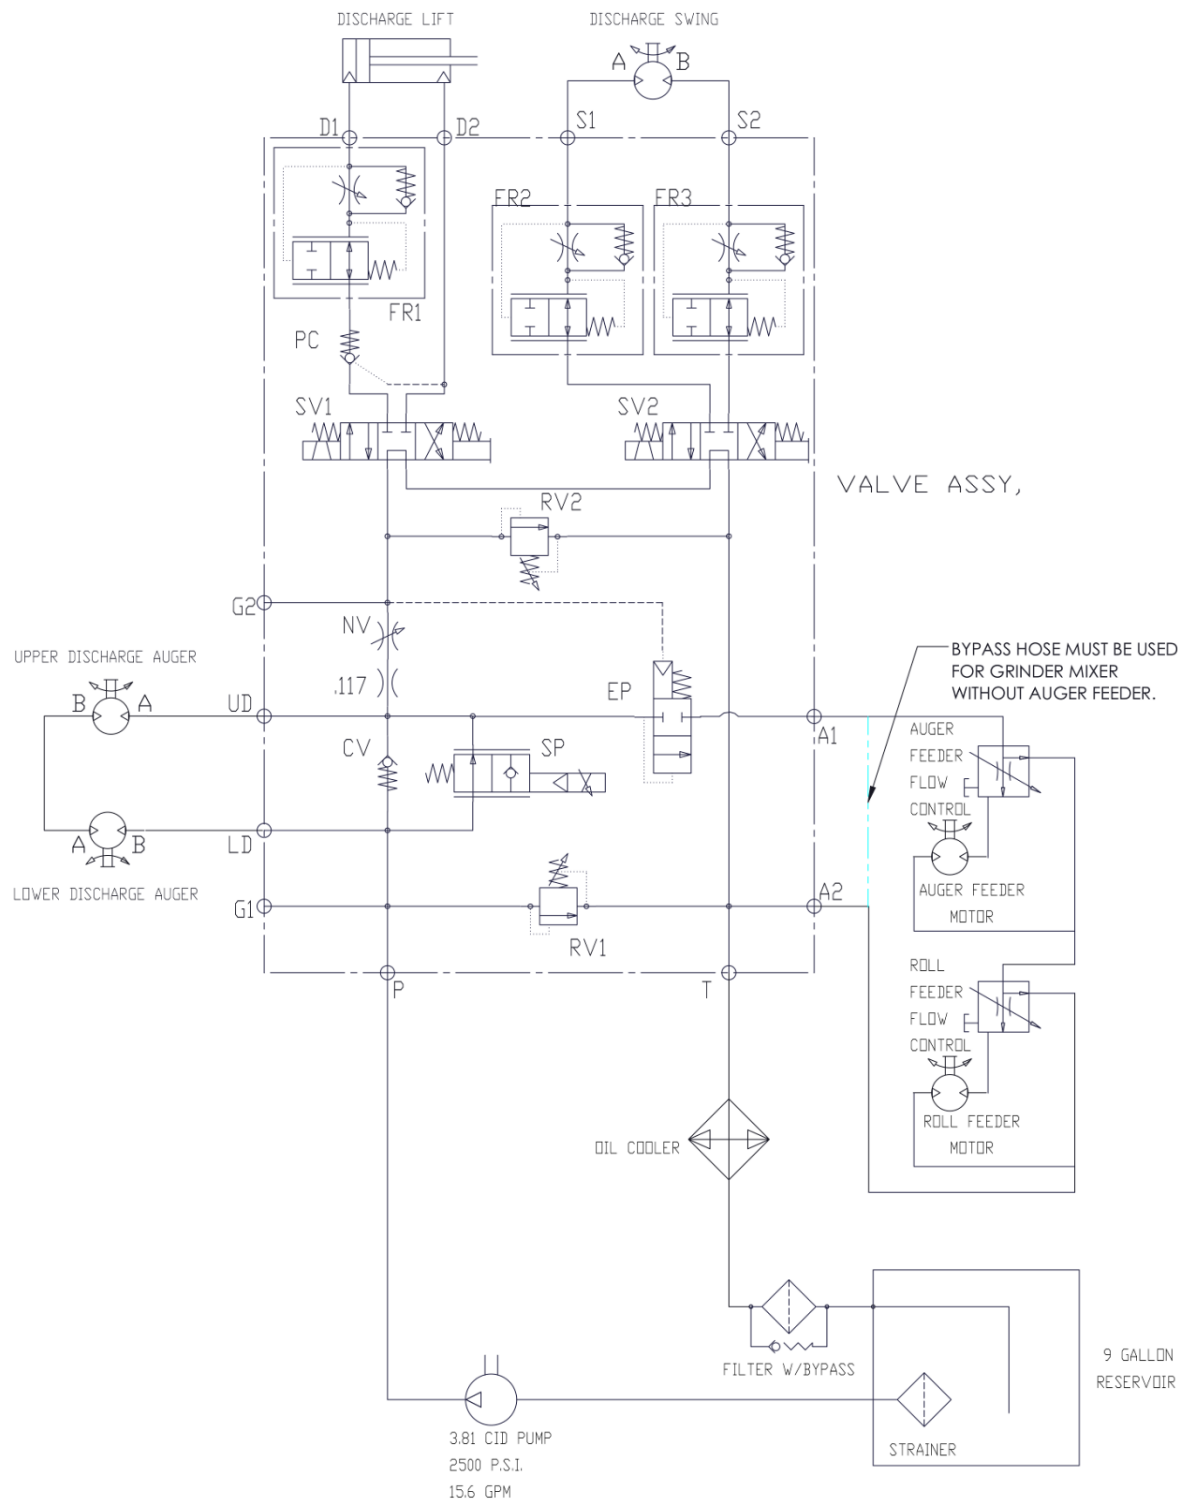 DISCHARGE LIFT
DISCHARGE SWING
A
B
D1
D2
S1
S2
FR2
FR3
FR1
PC
SV1
SV2
VALVE ASSY,
RV2
G2
NV
UPPER DISCHARGE AUGER
BYPASS HOSE MUST BE USED
FOR GRINDER MIXER
WITHOUT AUGER FEEDER.
.117
EP
B
A
UD
A1
AUGER
FEEDER
FLOW
CONTROL
CV
SP
A
B
LD
LOWER DISCHARGE AUGER
AUGER FEEDER
MOTOR
G1
A2
RV1
P
T
ROLL
FEEDER
FLOW
CONTROL
ROLL FEEDER
MOTOR
OIL COOLER
FILTER W/BYPASS
9 GALLON
RESERVOIR
STRAINER
3.81 CID PUMP
2500 P.S.I.
15.6 GPM